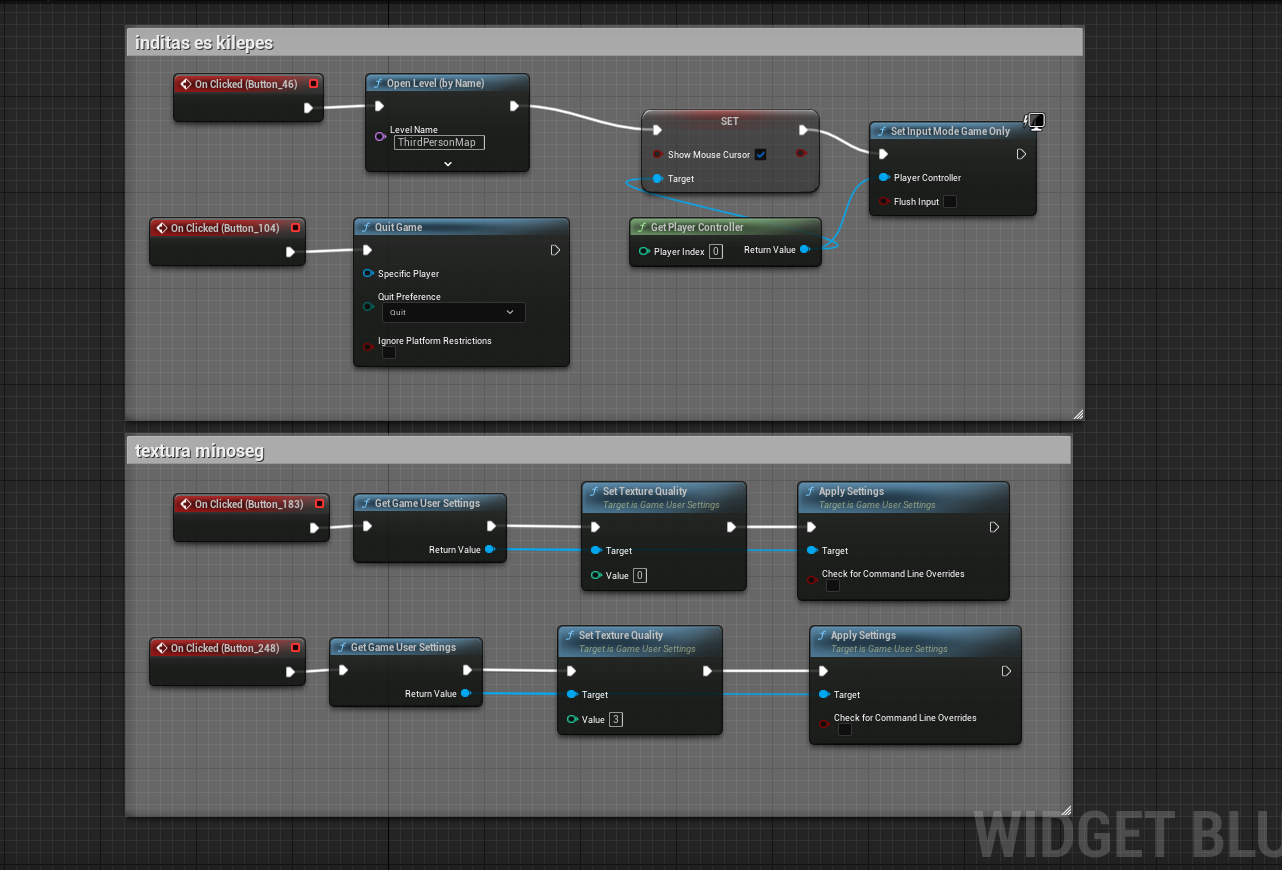 inditas es kilepes
On Clicked (Button_46)
Open Level (by Name)
Level Name
ThirdPersonMap
SET
Show Mouse Cursor
Target
Set Input Mode Game Only
Player Controller
Flush Input
On Clicked (Button_104)
Quit Game
Specific Player
Quit Preference
Quit
Ignore Platform Restrictions
Get Player Controller
Player Index 0 Return Value
textura minoseg
On Clicked (Button_183)
Get Game User Settings
Return Value
Set Texture Quality
Target is Game User Settings
Target
Value 0
Apply Settings
Target is Game User Settings
Target
Check for Command Line Overrides
On Clicked (Button_248)
Get Game User Settings
Return Value
Set Texture Quality
Target is Game User Settings
Target
Value 3
Apply Settings
Target is Game User Settings
Target
Check for Command Line Overrides
WIDGET BLU